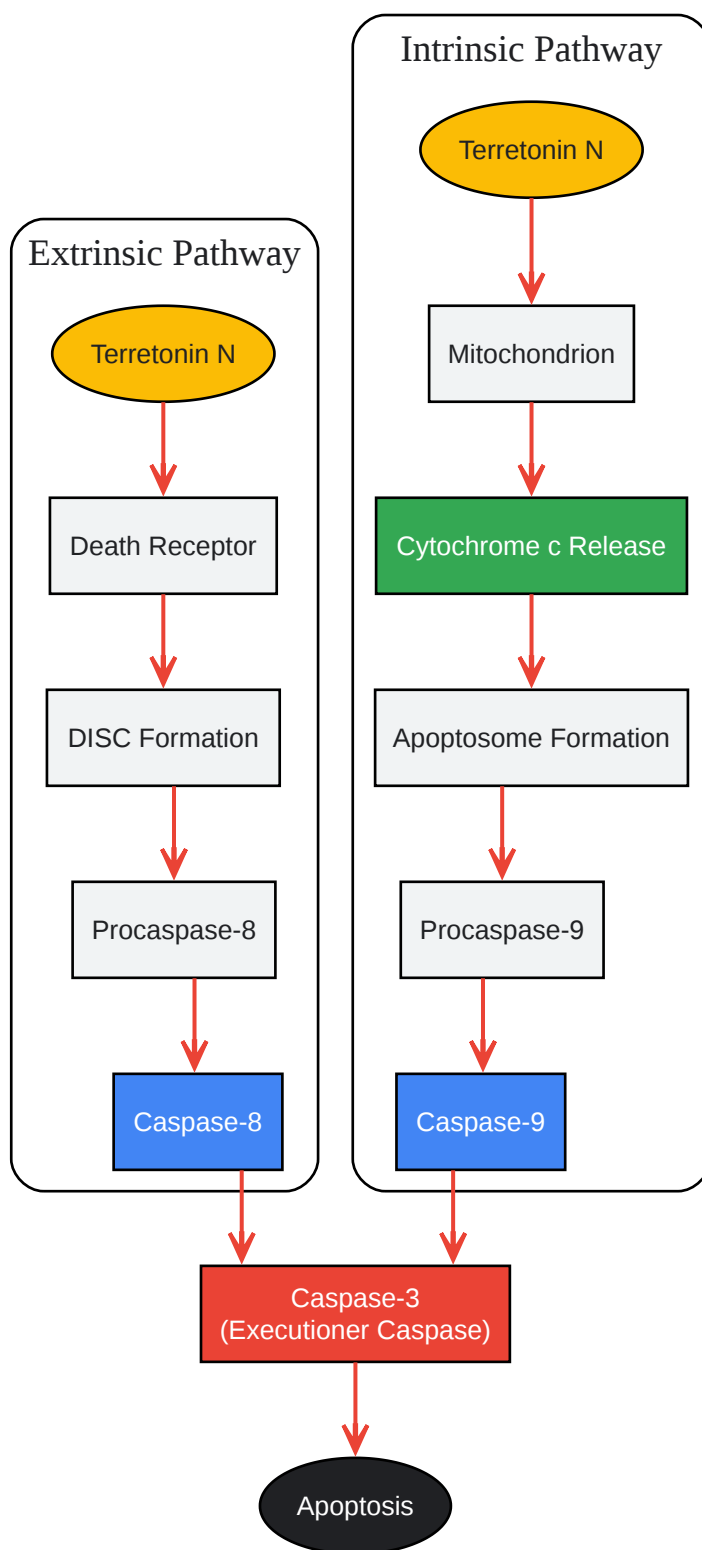 Intrinsic Pathway
Terretonin N
Mitochondrion
Cytochrome c Release
Apoptosome Formation
Procaspase-9
Caspase-9
Extrinsic Pathway
Terretonin N
Death Receptor
DISC Formation
Procaspase-8
Caspase-8
Caspase-3
(Executioner Caspase)
Apoptosis